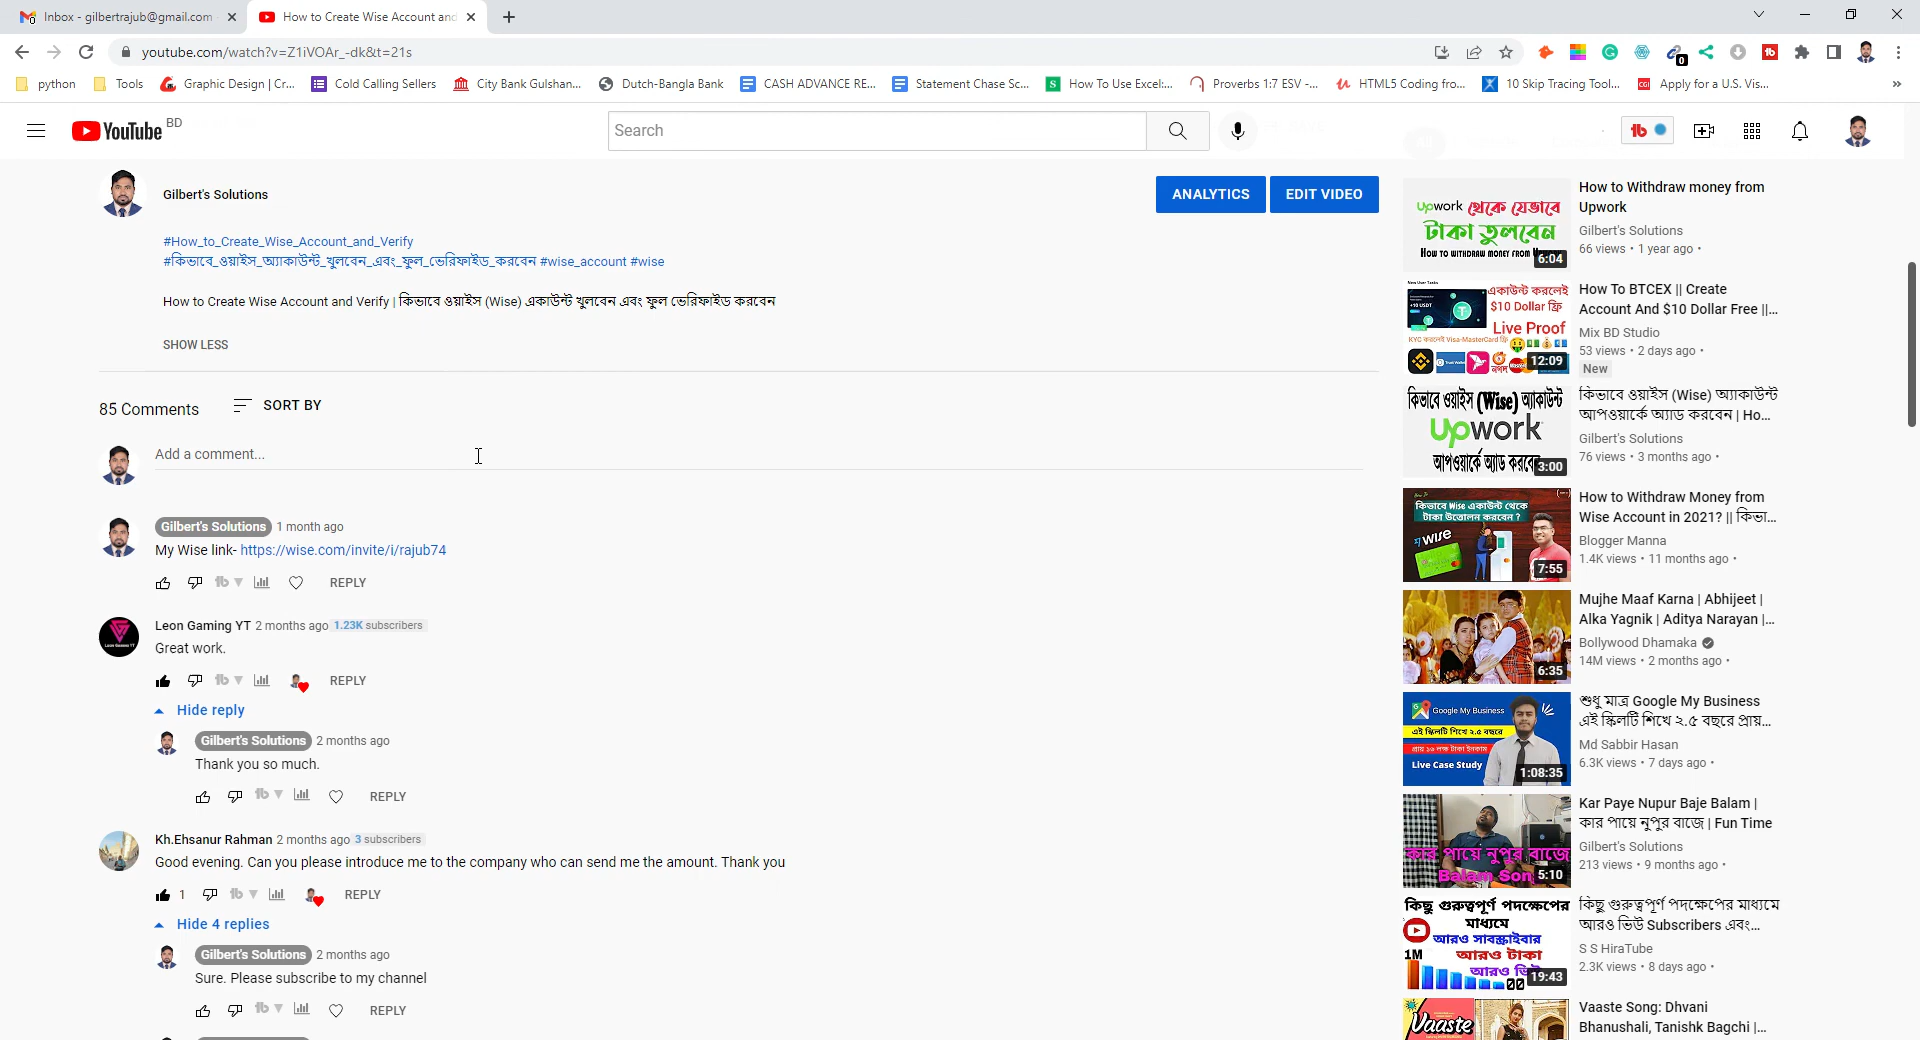 Inbox - gilbertrajub@gmail.com
How to Create Wise Account and
youtube.com/watch?v=Z1iVOAr_-dk&t=21s
0
python
Tools
Graphic Design | Cr...
Cold Calling Sellers
City Bank Gulshan...
Dutch-Bangla Bank
CASH ADVANCE RE...
Statement Chase Sc...
How To Use Excel:...
Proverbs 1:7 ESV -...
HTML5 Coding fro...
10 Skip Tracing Tool...
Apply for a U.S. Vis...
YouTube BD
Search
Gilbert's Solutions
ANALYTICS
EDIT VIDEO
#How_to_Create_Wise_Account_and_Verify
#কিভাবে_ওয়াইস_অ্যাকাউন্ট_খুলবেন_এবং_ফুল_ভেরিফাইড_করবেন #wise_account #wise
How to Create Wise Account and Verify | কিভাবে ওয়াইস (Wise) একাউন্ট খুলবেন এবং ফুল ভেরিফাইড করবেন
SHOW LESS
85 Comments
SORT BY
Add a comment...
Gilbert's Solutions 1 month ago
My Wise link- https://wise.com/invite/i/rajub74
REPLY
Leon Gaming YT 2 months ago 1.23K subscribers
Great work.
REPLY
Hide reply
Gilbert's Solutions 2 months ago
Thank you so much.
REPLY
Kh.Ehsanur Rahman 2 months ago 3 subscribers
Good evening. Can you please introduce me to the company who can send me the amount. Thank you
1
REPLY
Hide 4 replies
Gilbert's Solutions 2 months ago
Sure. Please subscribe to my channel
REPLY
upwork থেকে যেভাবে
টাকা তুলবেন
HOW TO WITHDRAW MONEY FROM
6:04
How to Withdraw money from
Upwork
Gilbert's Solutions
66 views • 1 year ago •
New User Tasks
একাউন্ট করলেই
$10 Dollar ফ্রি
Live Proof
KYC করলেই Visa-MasterCard ফ্রি
নগদ
12:09
How To BTCEX || Create
Account And $10 Dollar Free ||...
Mix BD Studio
53 views • 2 days ago •
New
কিভাবে ওয়াইস (Wise) অ্যাকাউন্ট
upwork
আপওয়ার্কে অ্যাড করবেন
3:00
কিভাবে ওয়াইস (Wise) অ্যাকাউন্ট
আপওয়ার্কে অ্যাড করবেন | Ho...
Gilbert's Solutions
76 views • 3 months ago •
কিভাবে Wise একাউন্ট থেকে
টাকা উত্তোলন করবেন ?
wise
7:55
How to Withdraw Money from
Wise Account in 2021? || কিভা...
Blogger Manna
1.4K views • 11 months ago •
6:35
Mujhe Maaf Karna | Abhijeet |
Alka Yagnik | Aditya Narayan |...
Bollywood Dhamaka
14M views • 2 months ago •
Google My Business
এই স্কিলটি শিখে ২.৫ বছরে
প্রায় ১৬ লক্ষ টাকা ইনকাম
Live Case Study
1:08:35
শুধু মাত্র Google My Business
এই স্কিলটি শিখে ২.৫ বছরে প্রায়...
Md Sabbir Hasan
6.3K views • 7 days ago •
কার পায়ে নুপুর বাজে
Balam Song
5:10
Kar Paye Nupur Baje Balam |
কার পায়ে নুপুর বাজে | Fun Time
Gilbert's Solutions
213 views • 9 months ago •
কিছু গুরুত্বপূর্ণ পদক্ষেপের
মাধ্যমে
আরও সাবস্ক্রাইবার
1M
আরও টাকা
আরও
19:43
কিছু গুরুত্বপূর্ণ পদক্ষেপের মাধ্যমে
আরও ভিউ Subscribers এবং...
S S HiraTube
2.3K views • 8 days ago •
Vaaste
Vaaste Song: Dhvani
Bhanushali, Tanishk Bagchi |...